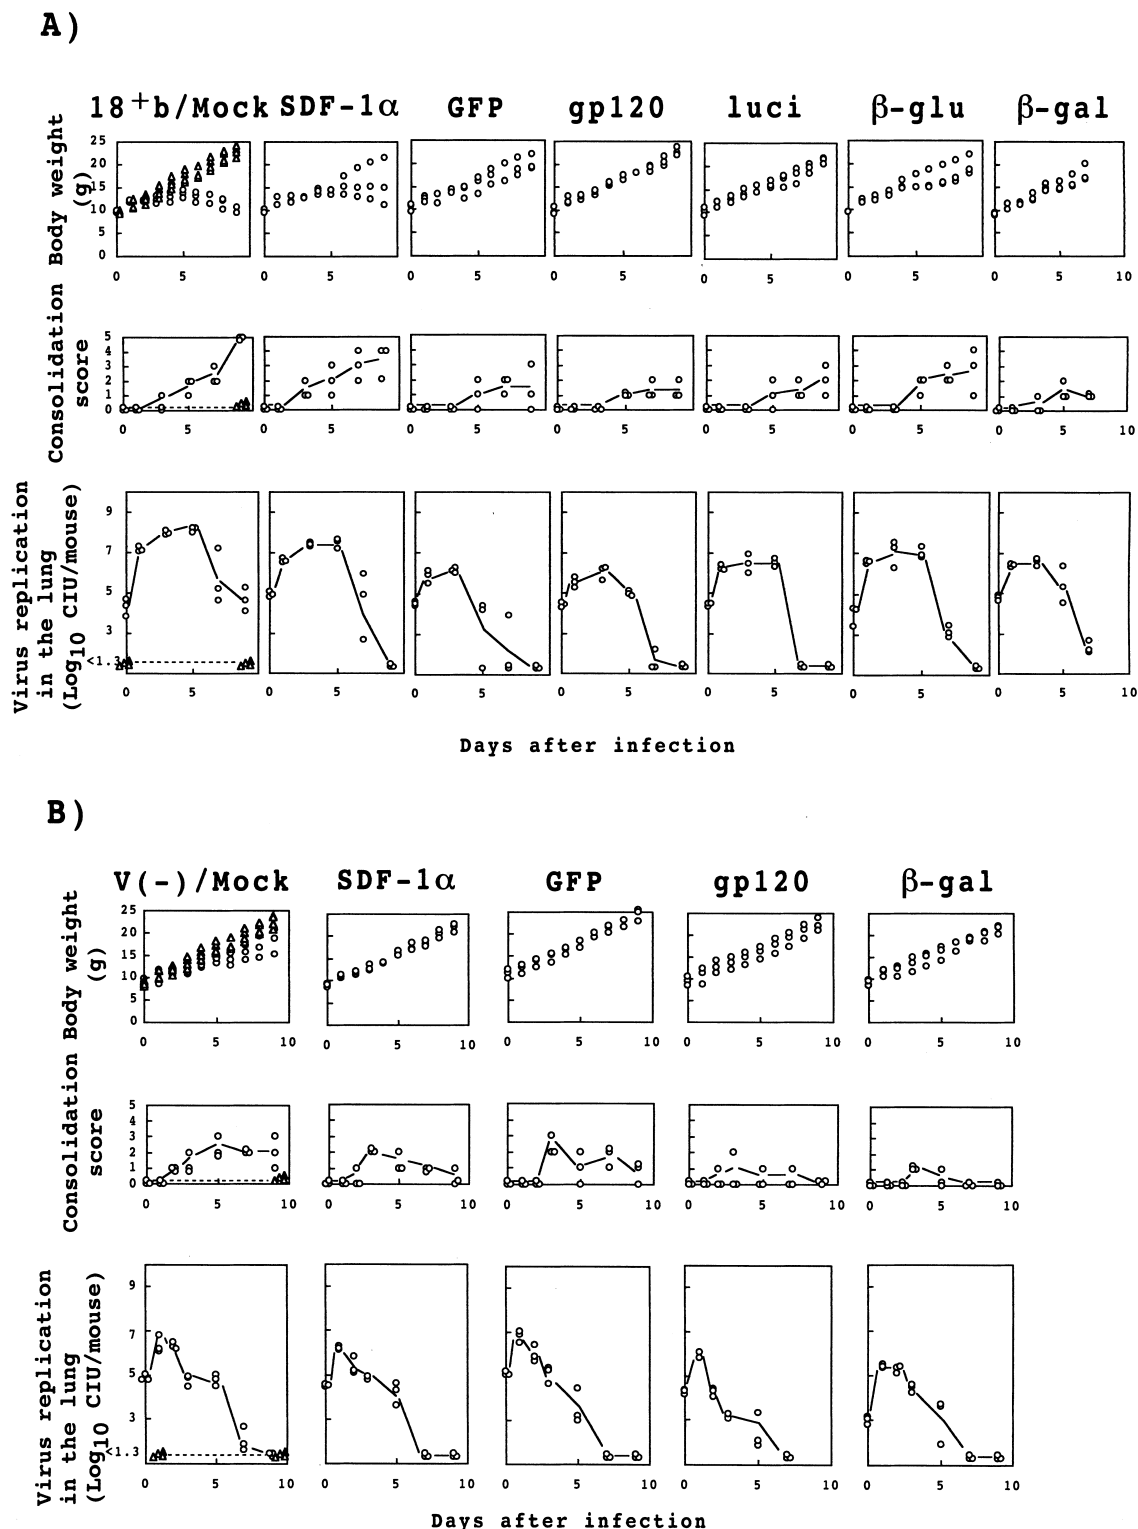 A)
18+b/Mock SDF-1α GFP gp120 luci β-glu β-gal
Body weight
(g)
25
20
15
10
5
0
0 5 0 5 0 5 0 5 0 5 0 5 0 5 10
Consolidation
score
5
4
3
2
1
0
0 5 0 5 0 5 0 5 0 5 0 5 0 5 10
Virus replication
in the lung
(Log10 CIU/mouse)
9
7
5
3
<1.3
0 5 0 5 0 5 0 5 0 5 0 5 0 5 10
Days after infection
B)
V(-)/Mock SDF-1α GFP gp120 β-gal
Body weight
(g)
25
20
15
10
5
0
0 5 10 0 5 10 0 5 10 0 5 10 0 5 10
Consolidation
score
5
4
3
2
1
0
0 5 10 0 5 10 0 5 10 0 5 10 0 5 10
Virus replication
in the lung
(Log10 CIU/mouse)
9
7
5
3
<1.3
0 5 10 0 5 10 0 5 10 0 5 10 0 5 10
Days after infection